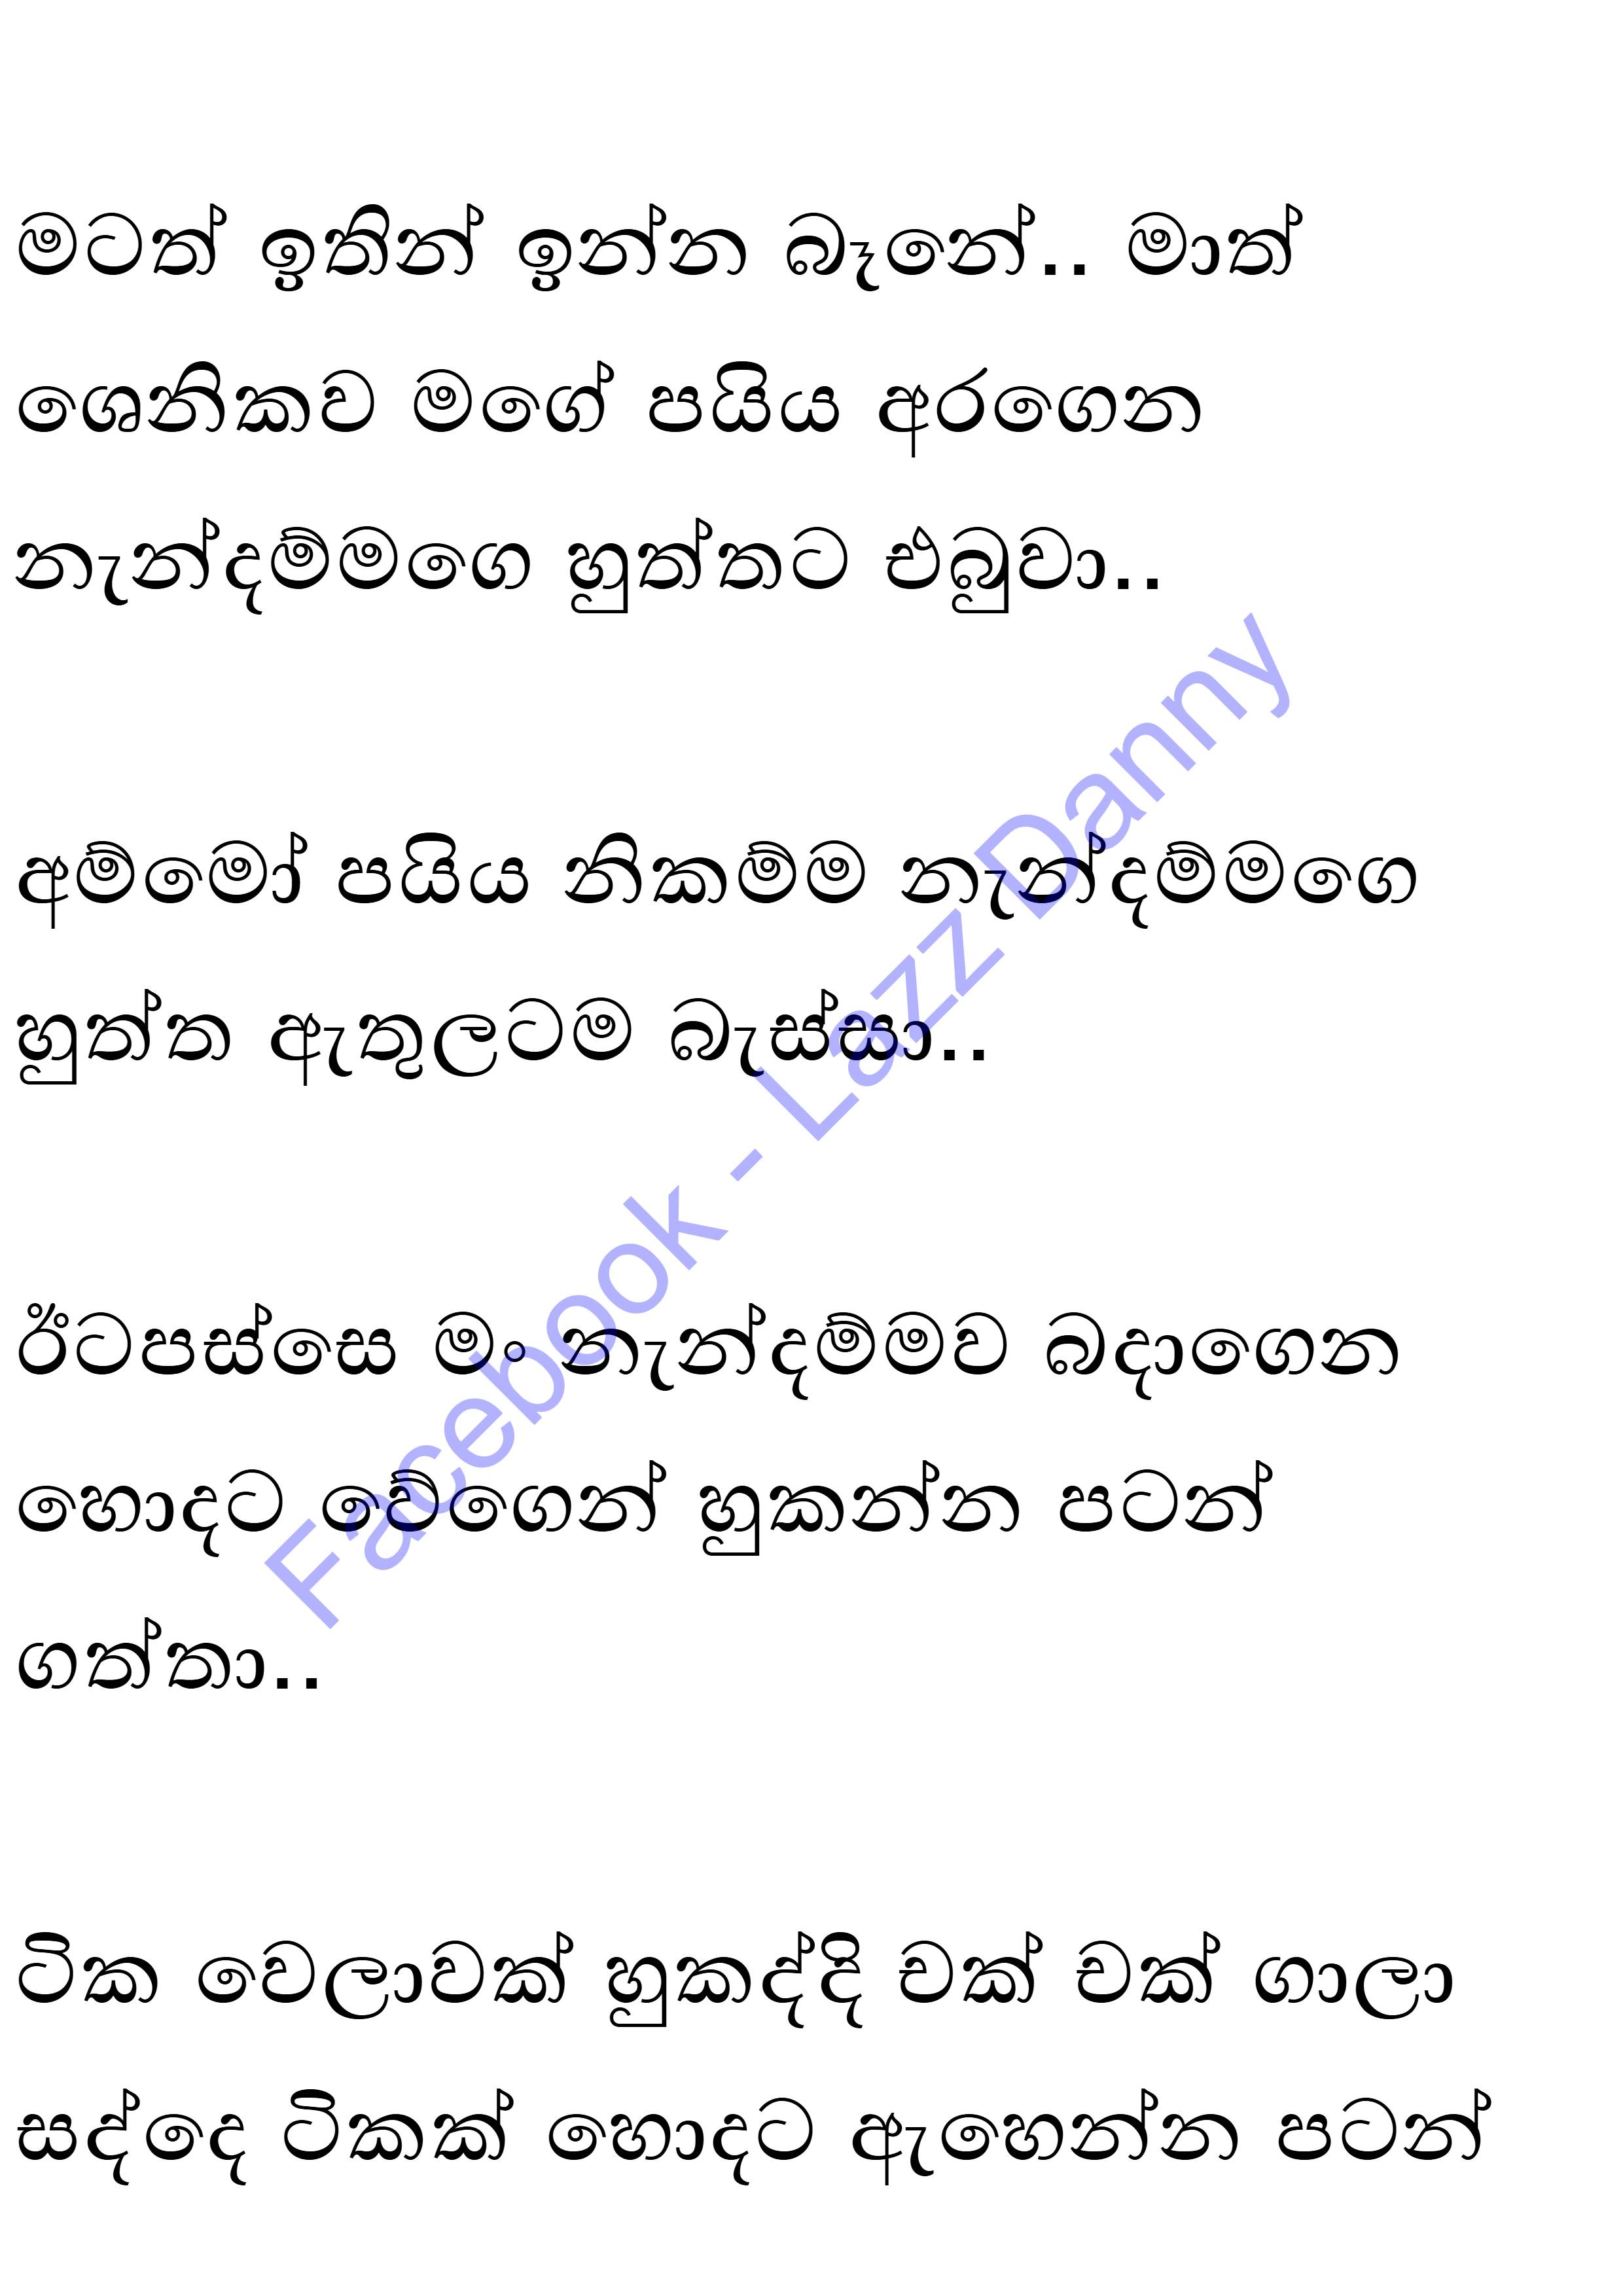 මටත් ඉතින් ඉන්න බැනේ.. මාත්
ශෙනිකව මගේ පයිය අරගෙන
නැන්දම්මගෙ හුත්තට එබුවා..
අම්මෝ පයිය නිකම්ම නැන්දම්මගෙ
හුත්ත ඇතුලටම බැස්සා..
ඊටපස්සෙ මං නැන්දම්මව බදාගෙන
හොදට වේගෙන් හුකන්න පටන්
ගත්තා..
ටික වෙලාවක් හුකද්දි චක් චක් ගාලා
සද්දෙ ටිකක් හොදට ඇහෙන්න පටන්
Facebook - Lazz Danny